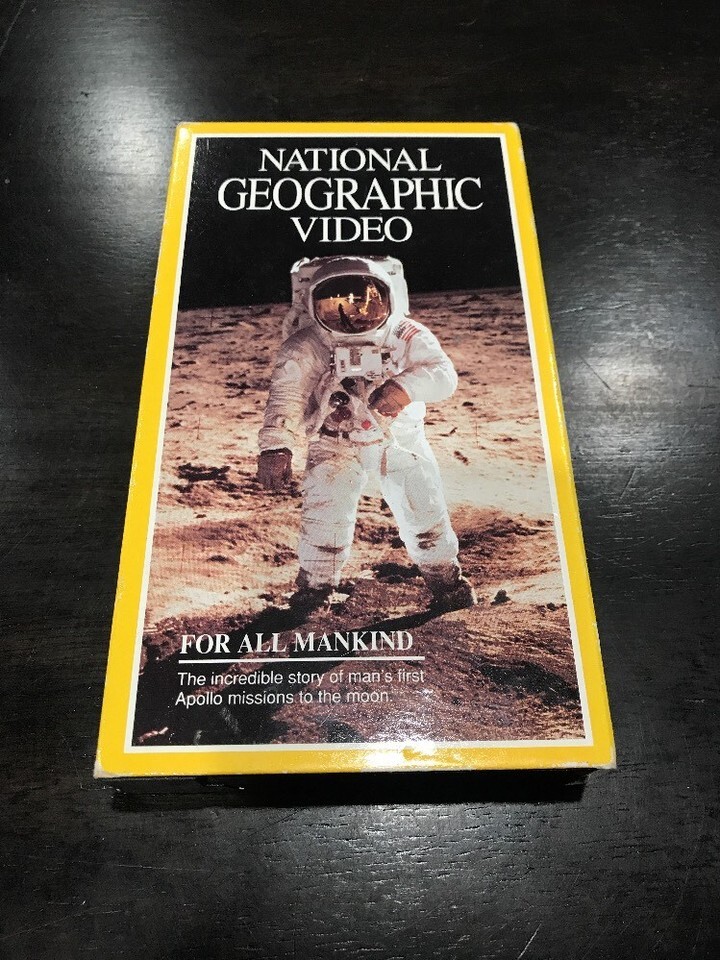 NATIONAL
GEOGRAPHIC
VIDEO
FOR ALL MANKIND
The incredible story of man's first
Apollo missions to the moon.